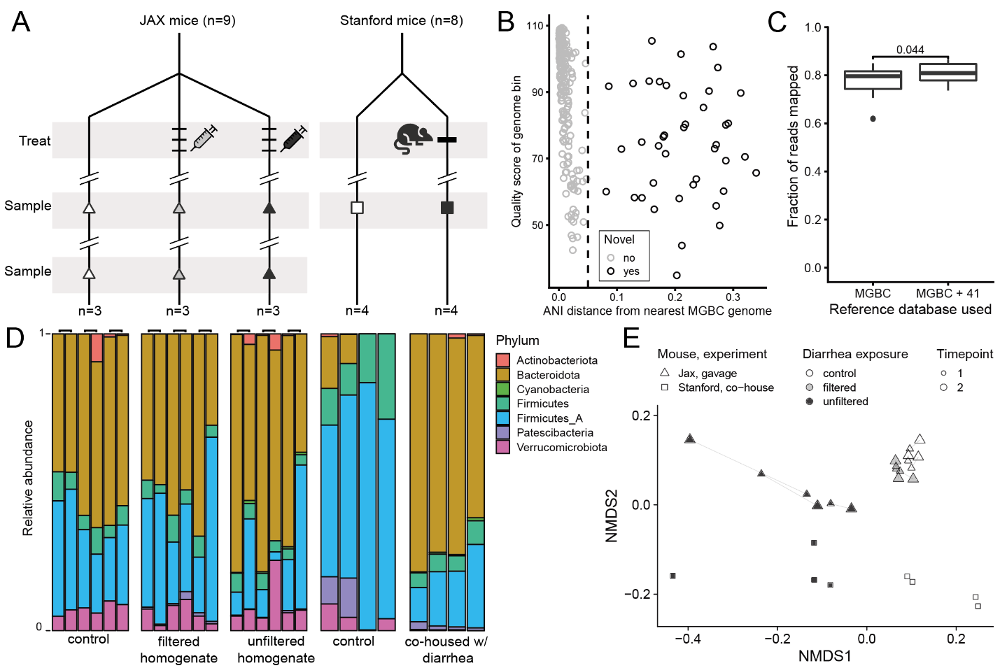 A
JAX mice (n=9)
Stanford mice (n=8)
Treat
Sample
Sample
n=3
n=3
n=3
n=4
n=4
B
Quality score of genome bin
110
90
70
50
Novel
no
yes
0.0
0.1
0.2
0.3
ANI distance from nearest MGBC genome
C
Fraction of reads mapped
1.0
0.8
0.6
0.4
0.2
0.0
0.044
MGBC
MGBC + 41
Reference database used
D
Relative abundance
1
0
control
filtered
homogenate
unfiltered
homogenate
control
co-housed w/
diarrhea
Phylum
Actinobacteriota
Bacteroidota
Cyanobacteria
Firmicutes
Firmicutes_A
Patescibacteria
Verrucomicrobiota
E
Mouse, experiment
Jax, gavage
Stanford, co−house
Diarrhea exposure
control
filtered
unfiltered
Timepoint
1
2
NMDS2
0.2
0.0
−0.2
−0.4
−0.2
0.0
0.2
NMDS1